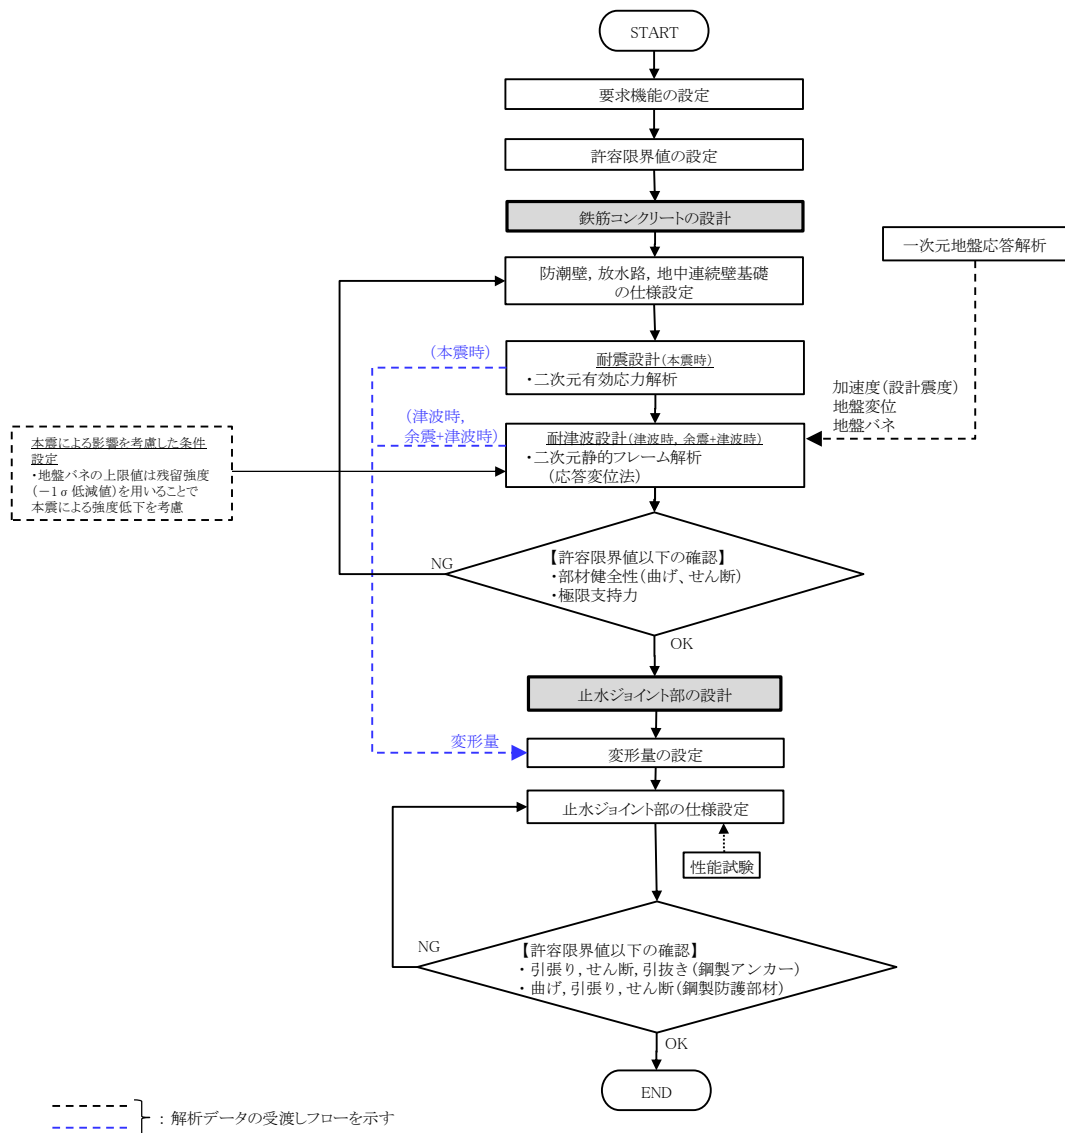 START
要求機能の設定
許容限界値の設定
鉄筋コンクリートの設計
一次元地盤応答解析
防潮壁，放水路，地中連続壁基礎
の仕様設定
（本震時）
耐震設計（本震時）
・二次元有効応力解析
加速度（設計震度）
地盤変位
地盤バネ
（津波時，
余震+津波時）
耐津波設計（津波時，余震+津波時）
・二次元静的フレーム解析
（応答変位法）
本震による影響を考慮した条件
設定
・地盤バネの上限値は残留強度
（－1σ低減値）を用いることで
本震による強度低下を考慮
NG
【許容限界値以下の確認】
・部材健全性（曲げ、せん断）
・極限支持力
OK
止水ジョイント部の設計
変形量
変形量の設定
止水ジョイント部の仕様設定
性能試験
NG
【許容限界値以下の確認】
・ 引張り，せん断，引抜き（鋼製アンカー）
・ 曲げ，引張り，せん断（鋼製防護部材）
OK
END
：解析データの受渡しフローを示す